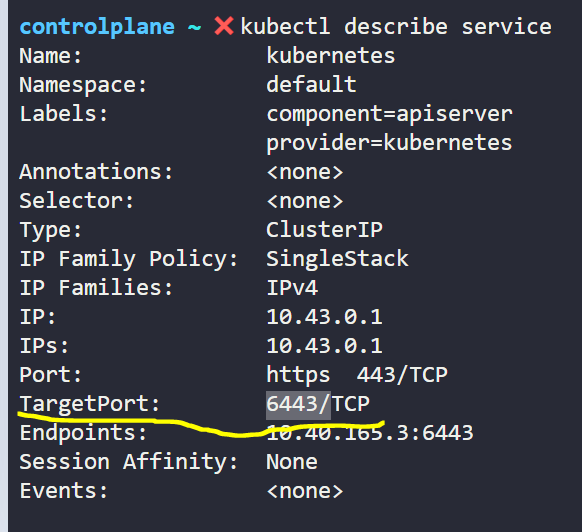 controlplane ~ ❌ kubectl describe service
Name: kubernetes
Namespace: default
Labels: component=apiserver
provider=kubernetes
Annotations: <none>
Selector: <none>
Type: ClusterIP
IP Family Policy: SingleStack
IP Families: IPv4
IP: 10.43.0.1
IPs: 10.43.0.1
Port: https 443/TCP
TargetPort: 6443/TCP
Endpoints: 10.40.165.3:6443
Session Affinity: None
Events: <none>